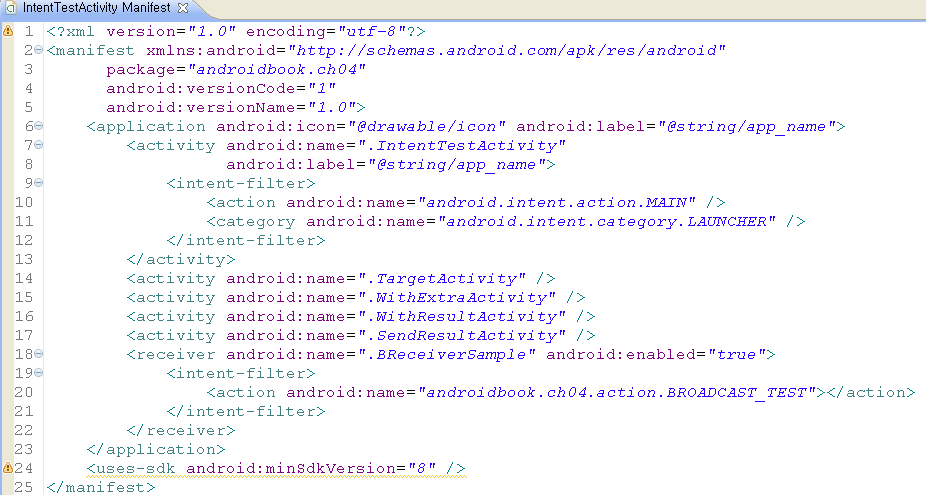 IntentTestActivity Manifest
1 <?xml version="1.0" encoding="utf-8"?>
2 <manifest xmlns:android="http://schemas.android.com/apk/res/android"
3 package="androidbook.ch04"
4 android:versionCode="1"
5 android:versionName="1.0">
6 <application android:icon="@drawable/icon" android:label="@string/app_name">
7 <activity android:name=".IntentTestActivity"
8 android:label="@string/app_name">
9 <intent-filter>
10 <action android:name="android.intent.action.MAIN" />
11 <category android:name="android.intent.category.LAUNCHER" />
12 </intent-filter>
13 </activity>
14 <activity android:name=".TargetActivity" />
15 <activity android:name=".WithExtraActivity" />
16 <activity android:name=".WithResultActivity" />
17 <activity android:name=".SendResultActivity" />
18 <receiver android:name=".BReceiverSample" android:enabled="true">
19 <intent-filter>
20 <action android:name="androidbook.ch04.action.BROADCAST_TEST"></action>
21 </intent-filter>
22 </receiver>
23 </application>
24 <uses-sdk android:minSdkVersion="8" />
25 </manifest>